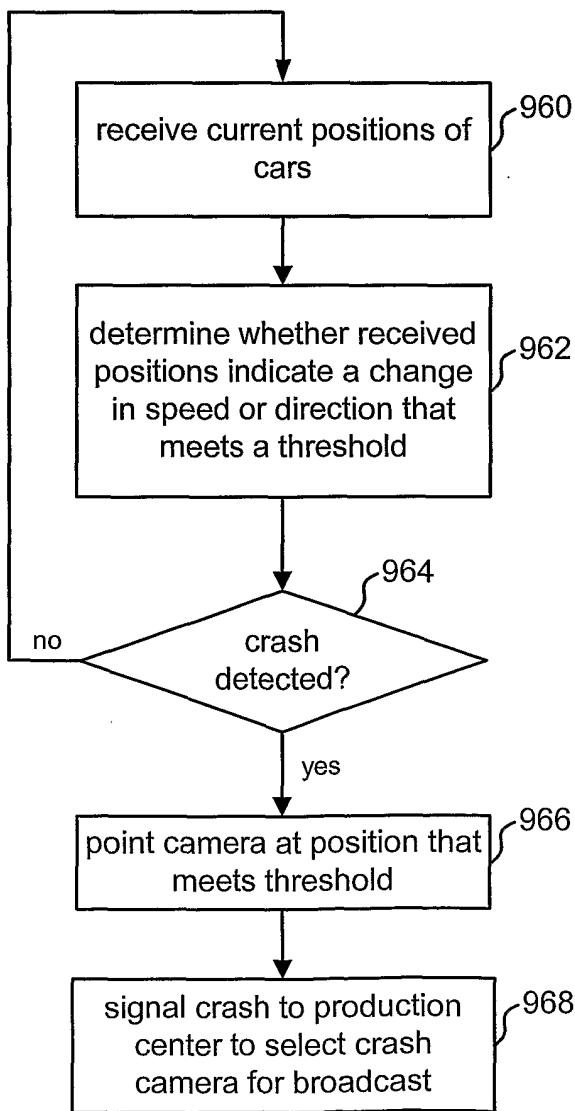 receive current positions of
cars
960
determine whether received
positions indicate a change
in speed or direction that
meets a threshold
962
964
crash
detected?
no
yes
point camera at position that
meets threshold
966
signal crash to production
center to select crash
camera for broadcast
968